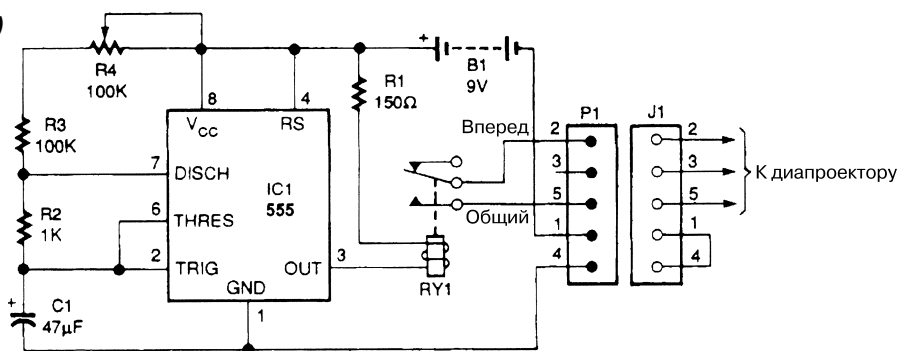 )
R4
100K
+
B1
9V
R1
150Ω
8
4
VCC
RS
R3
100K
7
DISCH
IC1
555
6
THRES
R2
1K
2
TRIG
OUT
3
GND
1
+
C1
47µF
RY1
Вперед
Общий
P1
2
3
5
1
4
J1
2
3
5
1
4
К диапроектору